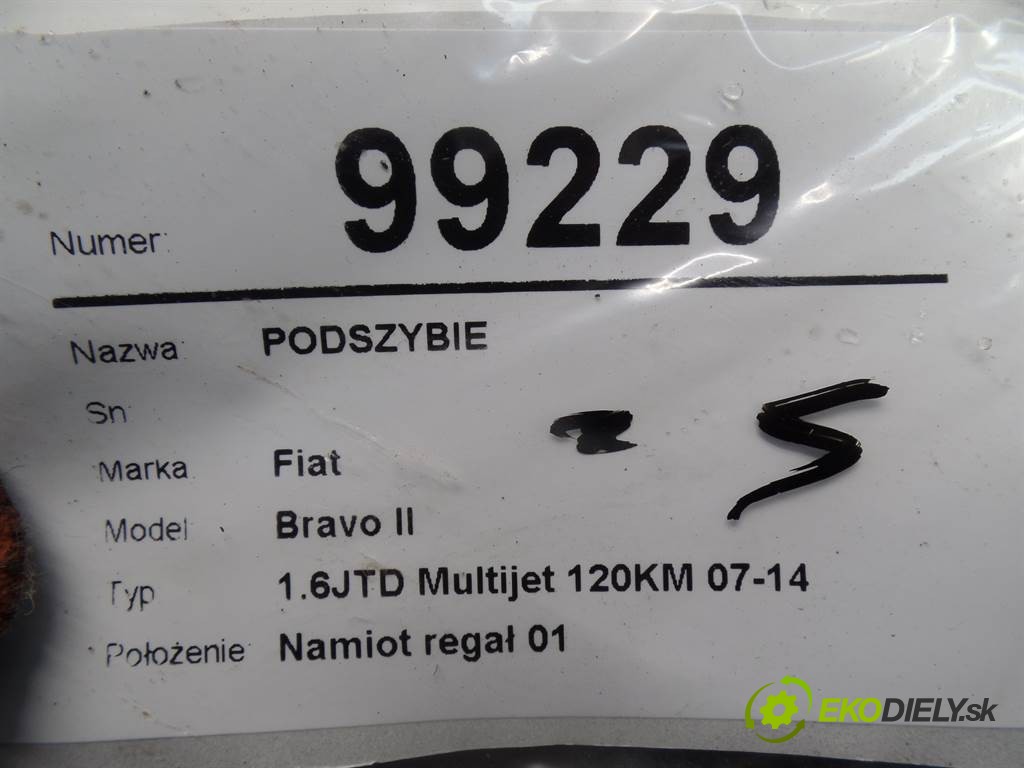 Numer: 99229
Nazwa: PODSZYBIE
Sn
Marka Fiat
Model Bravo II
Typ 1.6JTD Multijet 120KM 07-14
Położenie: Namiot regał 01
EKODIELY.sk